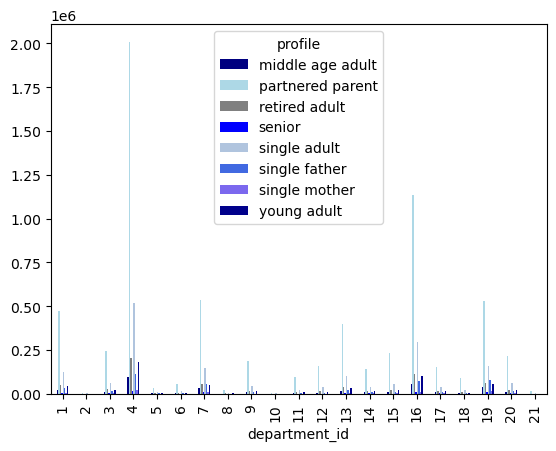 1e6
2.00
1.75
1.50
1.25
1.00
0.75
0.50
0.25
0.00
profile
middle age adult
partnered parent
retired adult
senior
single adult
single father
single mother
young adult
1 2 3 4 5 6 7 8 9 10 11 12 13 14 15 16 17 18 19 20 21
department_id